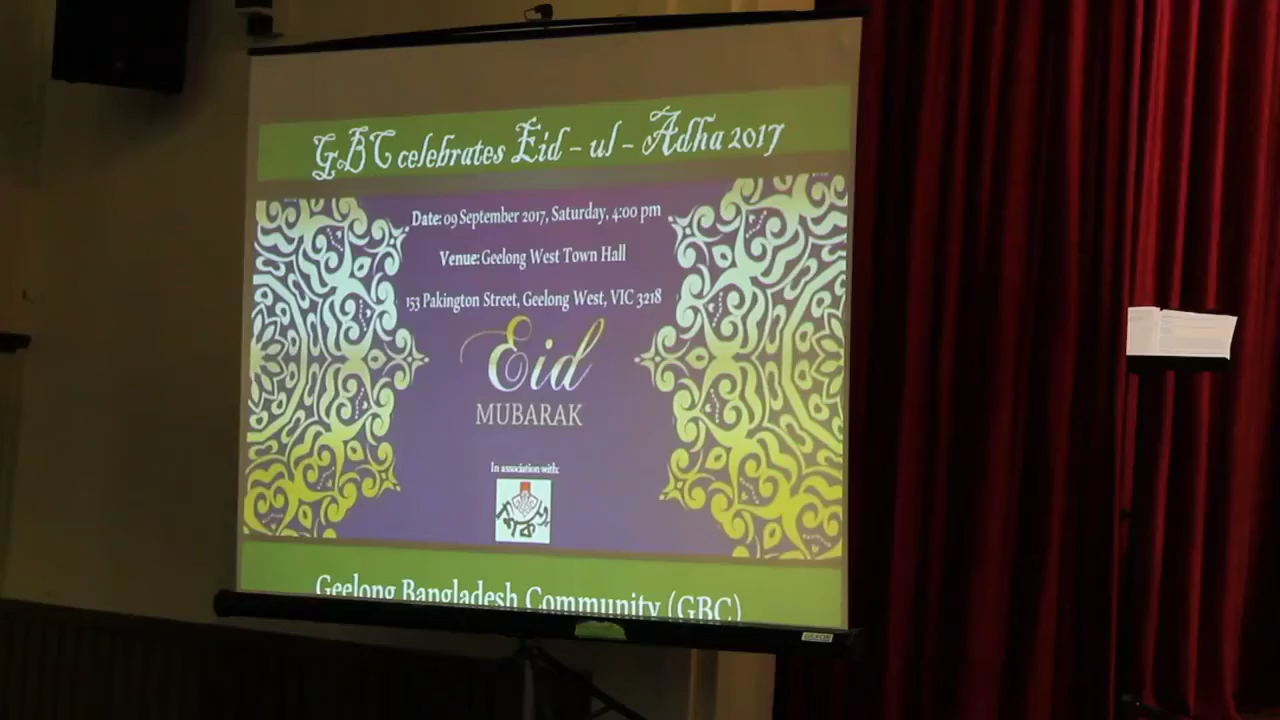 GBC celebrates Eid - ul - Adha 2017
Date: 09 September 2017, Saturday, 4:00 pm
Venue: Geelong West Town Hall
153 Pakington Street, Geelong West, VIC 3218
Eid
MUBARAK
In association with:
Geelong Bangladesh Community (GBC)